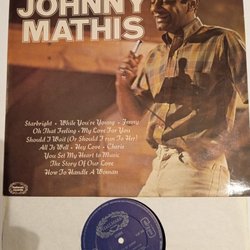 JOHNNY
MATHIS
Starbright - While You're Young - Jenny
Oh That Feeling - My Love For You
Should I Wait (Or Should I run To Her)
All Is Well - Hey Love - Cherie
You Set My Heart to Music
The Story Of Our Love
How To Handle A Woman